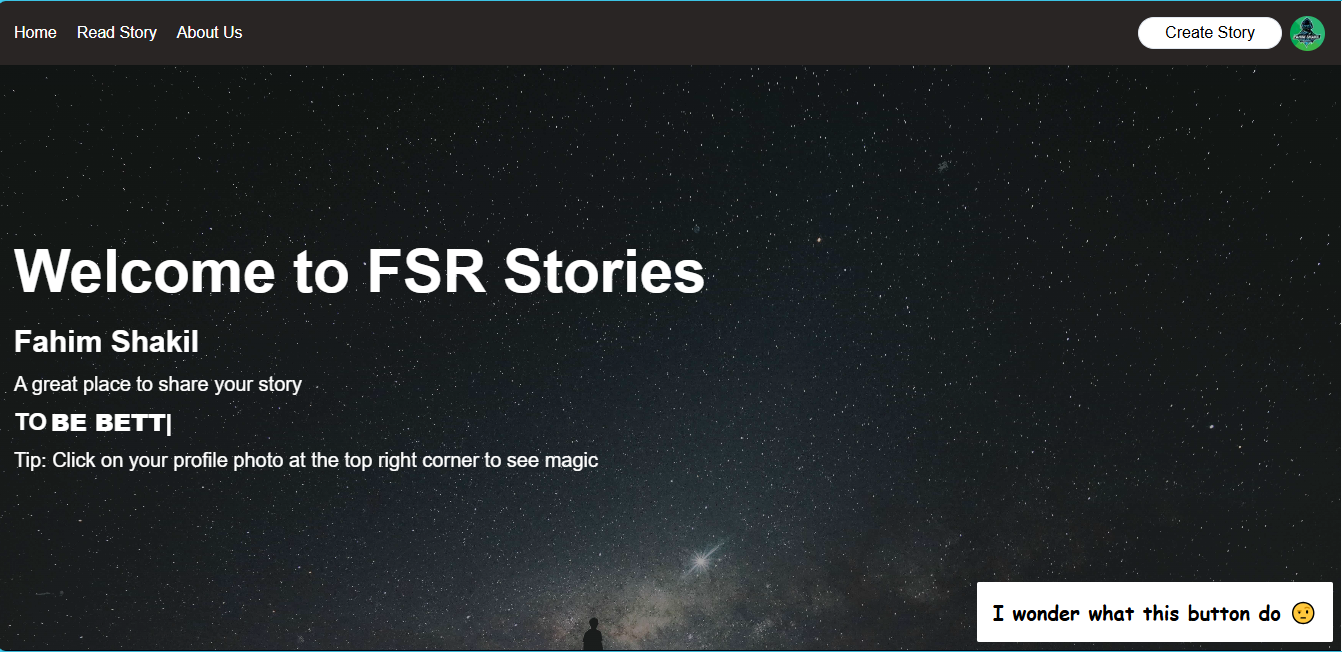 Home Read Story About Us Create Story
Welcome to FSR Stories
Fahim Shakil
A great place to share your story
TO BE BETT|
Tip: Click on your profile photo at the top right corner to see magic
I wonder what this button do 🤨